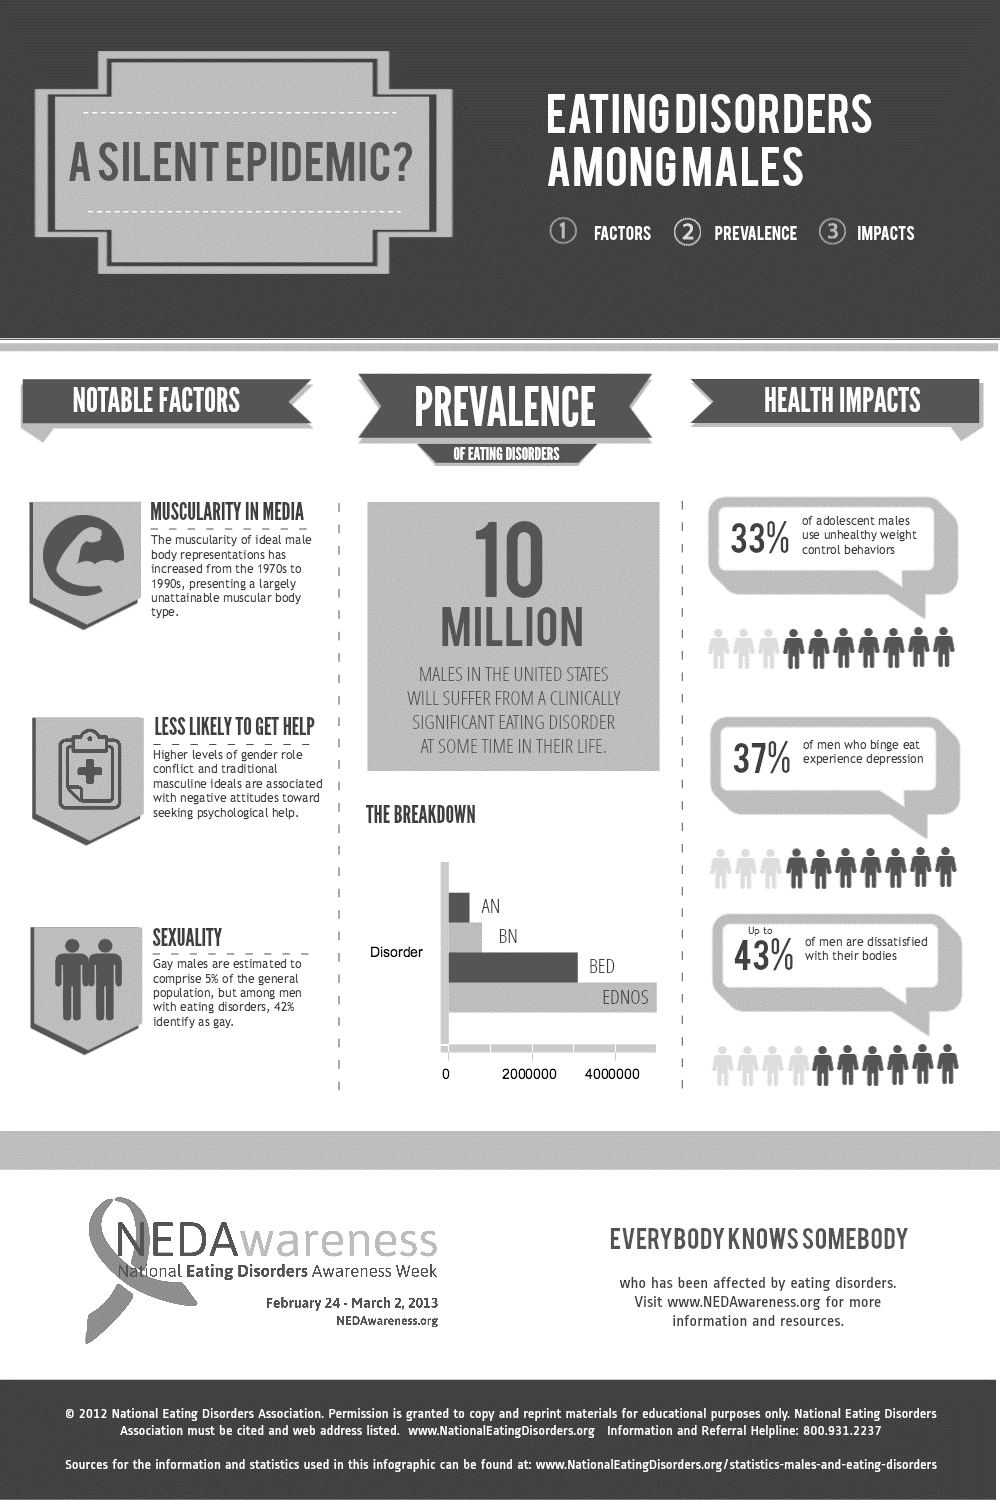 A SILENT EPIDEMIC?
EATING DISORDERS
AMONG MALES
1 FACTORS 2 PREVALENCE 3 IMPACTS
NOTABLE FACTORS
MUSCULARITY IN MEDIA
The muscularity of ideal male
body representations has
increased from the 1970s to
1990s, presenting a largely
unattainable muscular body
type.
LESS LIKELY TO GET HELP
Higher levels of gender role
conflict and traditional
masculine ideals are associated
with negative attitudes toward
seeking psychological help.
SEXUALITY
Gay males are estimated to
comprise 5% of the general
population, but among men
with eating disorders, 42%
identify as gay.
PREVALENCE
OF EATING DISORDERS
10
MILLION
MALES IN THE UNITED STATES
WILL SUFFER FROM A CLINICALLY
SIGNIFICANT EATING DISORDER
AT SOME TIME IN THEIR LIFE.
THE BREAKDOWN
AN
BN
Disorder
BED
EDNOS
0 2000000 4000000
HEALTH IMPACTS
33%
of adolescent males
use unhealthy weight
control behaviors
37%
of men who binge eat
experience depression
Up to
43%
of men are dissatisfied
with their bodies
NEDAwareness
National Eating Disorders Awareness Week
February 24 - March 2, 2013
NEDAwareness.org
EVERYBODY KNOWS SOMEBODY
who has been affected by eating disorders.
Visit www.NEDAwareness.org for more
information and resources.
© 2012 National Eating Disorders Association. Permission is granted to copy and reprint materials for educational purposes only. National Eating Disorders
Association must be cited and web address listed. www.NationalEatingDisorders.org Information and Referral Helpline: 800.931.2237
Sources for the information and statistics used in this infographic can be found at: www.NationalEatingDisorders.org/statistics-males-and-eating-disorders